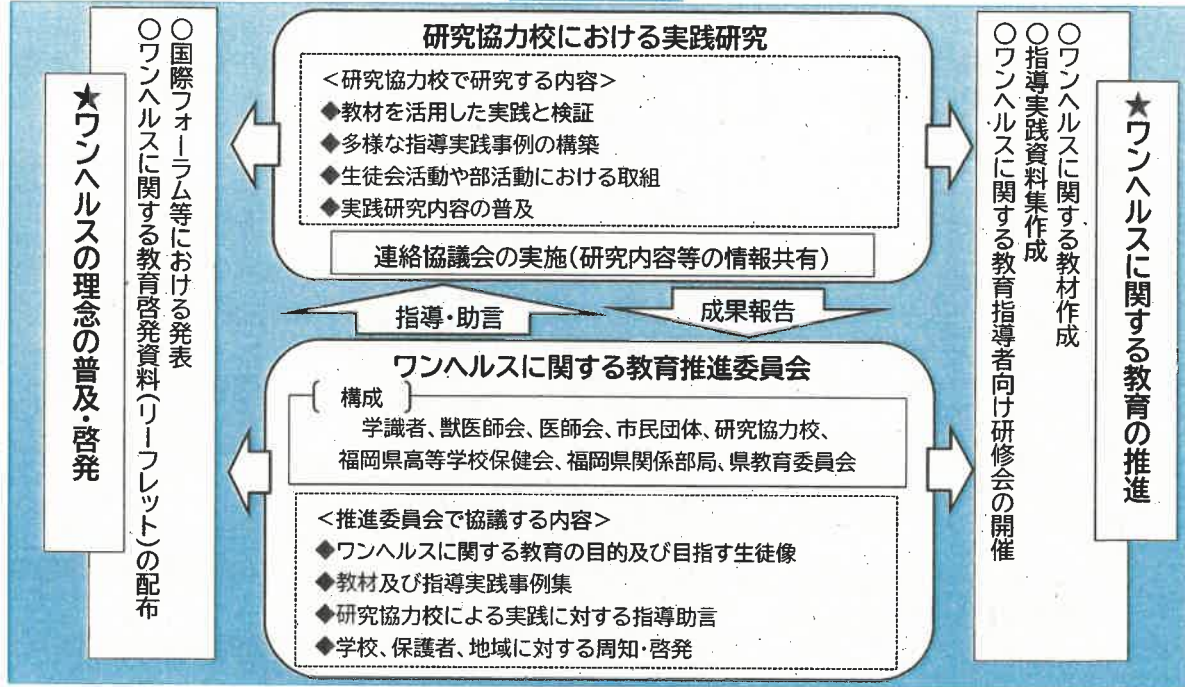 ★ワンヘルスに関する教育の推進
○ワンヘルスに関する教材作成
○指導実践資料集作成
○ワンヘルスに関する教育指導者向け研修会の開催
研究協力校における実践研究
<研究協力校で研究する内容>
◆教材を活用した実践と検証
◆多様な指導実践事例の構築
◆生徒会活動や部活動における取組
◆実践研究内容の普及
連絡協議会の実施(研究内容等の情報共有)
指導・助言
成果報告
ワンヘルスに関する教育推進委員会
構成
学識者、獣医師会、医師会、市民団体、研究協力校、
福岡県高等学校保健会、福岡県関係部局、県教育委員会
<推進委員会で協議する内容>
◆ワンヘルスに関する教育の目的及び目指す生徒像
◆教材及び指導実践事例集
◆研究協力校による実践に対する指導助言
◆学校、保護者、地域に対する周知・啓発
○国際フォーラム等における発表
○ワンヘルスに関する教育啓発資料(リーフレット)の配布
★ワンヘルスの理念の普及・啓発